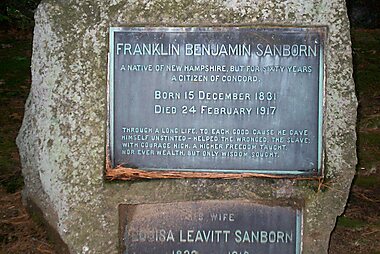 FRANKLIN BENJAMIN SANBORN
A NATIVE OF NEW HAMPSHIRE, BUT FOR SIXTY YEARS
A CITIZEN OF CONCORD.
BORN 15 DECEMBER 1831
DIED 24 FEBRUARY 1917
THROUGH A LONG LIFE, TO EACH GOOD CAUSE HE GAVE
HIMSELF UNSTINTED – HELPED THE WRONGED, THE SLAVE,
WITH COURAGE HIGH, A HIGHER FREEDOM TAUGHT,
NOR EVER WEALTH, BUT ONLY WISDOM SOUGHT.
HIS WIFE
LOUISA LEAVITT SANBORN